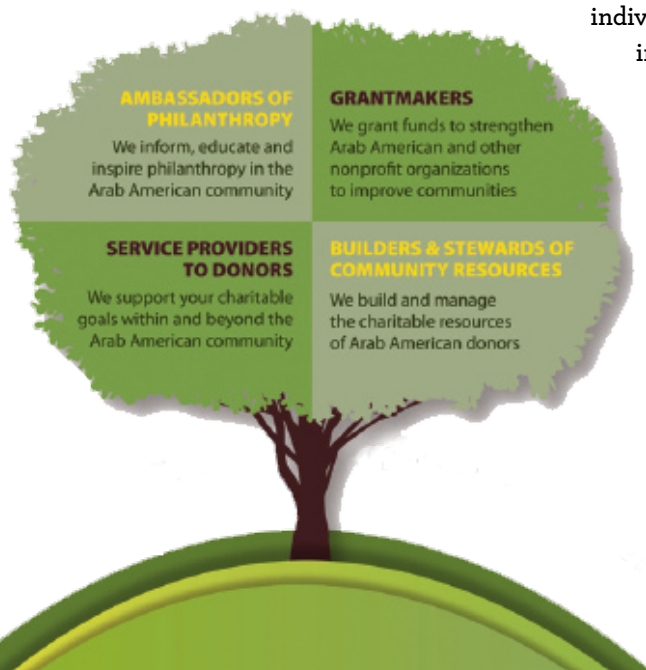 indiv
in
AMBASSADORS OF
PHILANTHROPY
We inform, educate and
inspire philanthropy in the
Arab American community
GRANTMAKERS
We grant funds to strengthen
Arab American and other
nonprofit organizations
to improve communities
SERVICE PROVIDERS
TO DONORS
We support your charitable
goals within and beyond the
Arab American community
BUILDERS & STEWARDS OF
COMMUNITY RESOURCES
We build and manage
the charitable resources
of Arab American donors